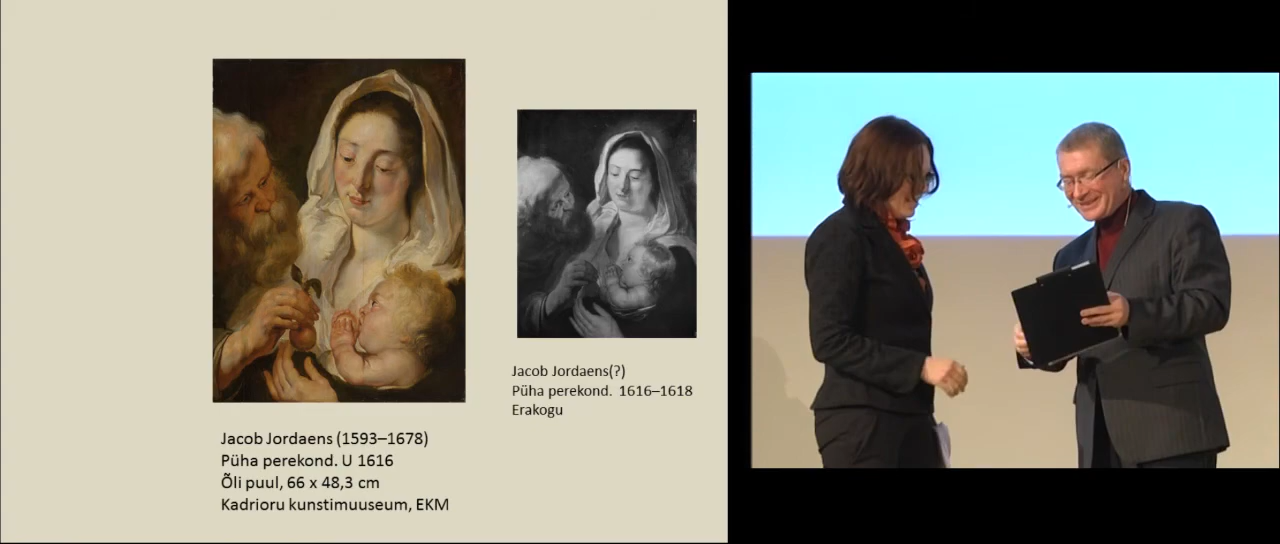 Jacob Jordaens (1593–1678)
Püha perekond. U 1616
Õli puul, 66 x 48,3 cm
Kadrioru kunstimuuseum, EKM
Jacob Jordaens(?)
Püha perekond. 1616–1618
Erakogu